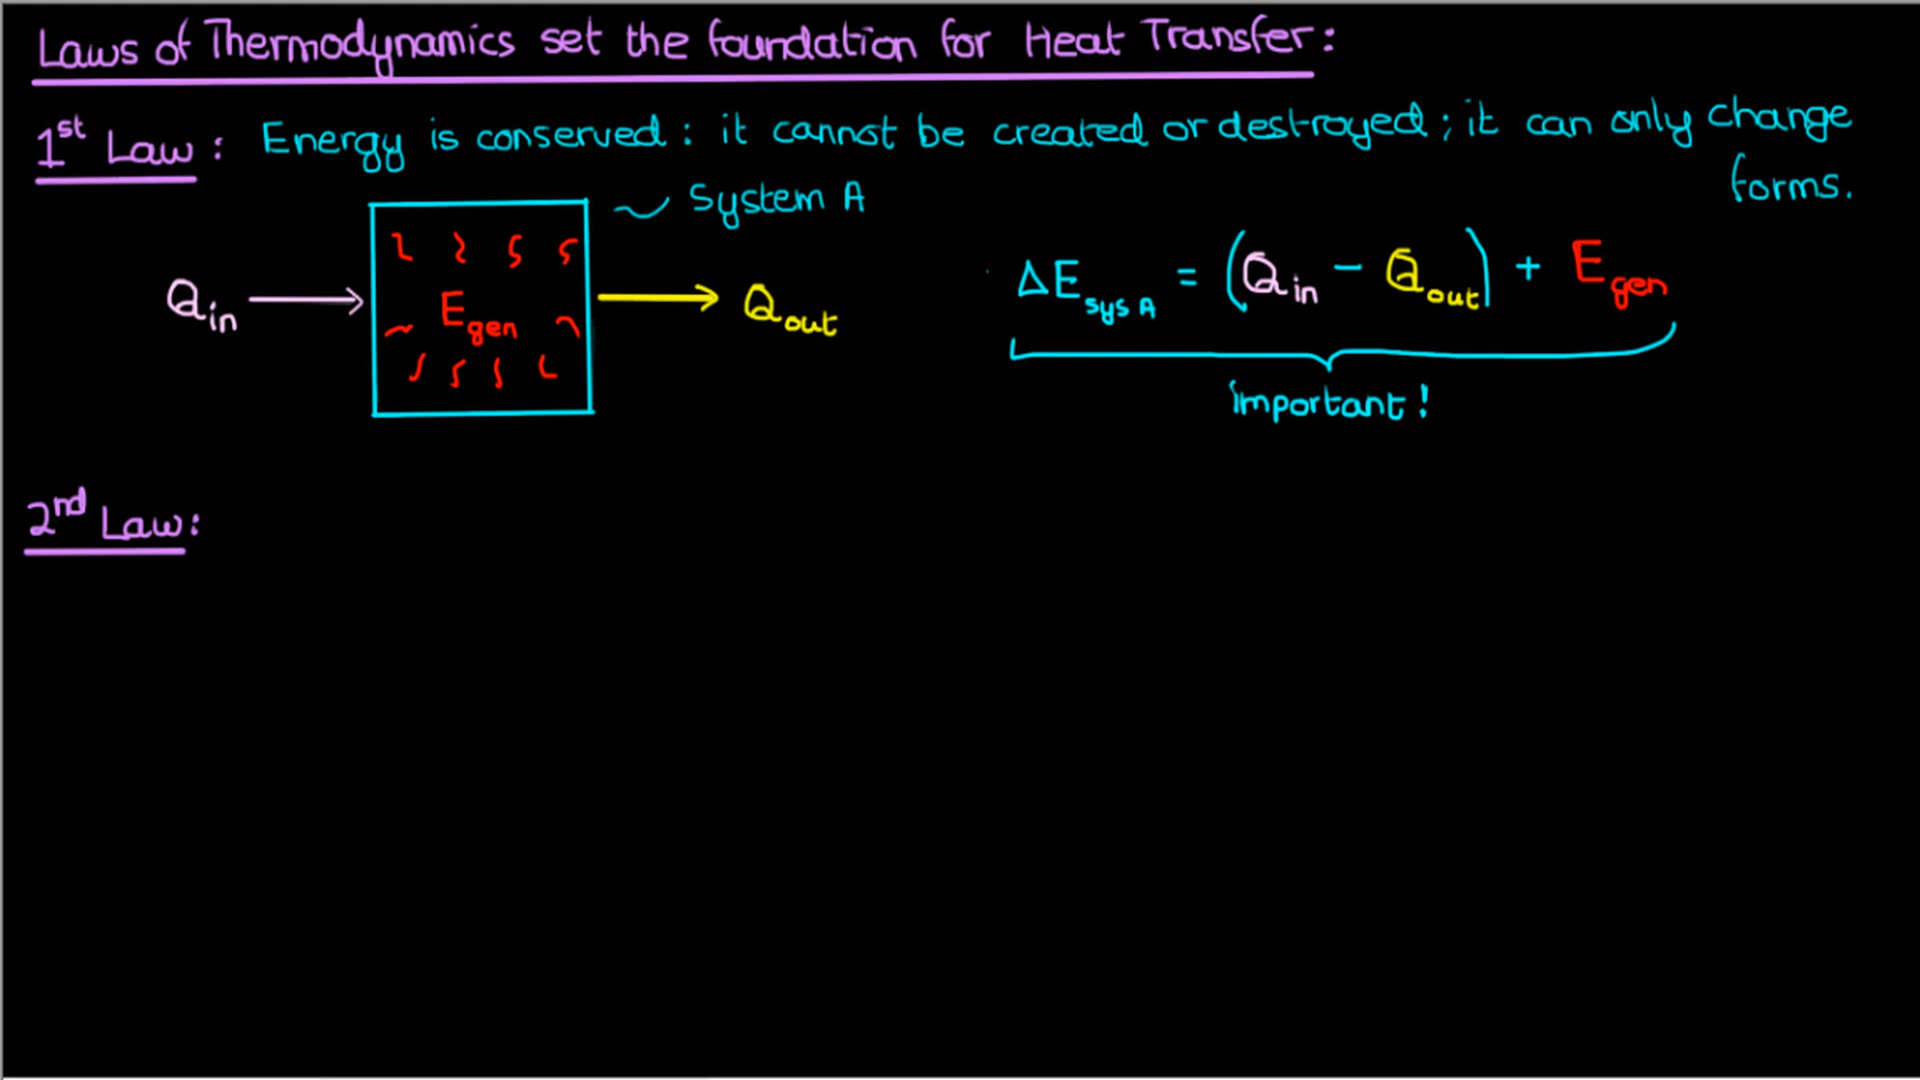 Laws of Thermodynamics set the foundation for Heat Transfer:
1st Law: Energy is conserved: it cannot be created or destroyed; it can only change
forms.
System A
Qin
Egen
Qout
ΔEsys A = (Qin - Qout) + Egen
important!
2nd Law: